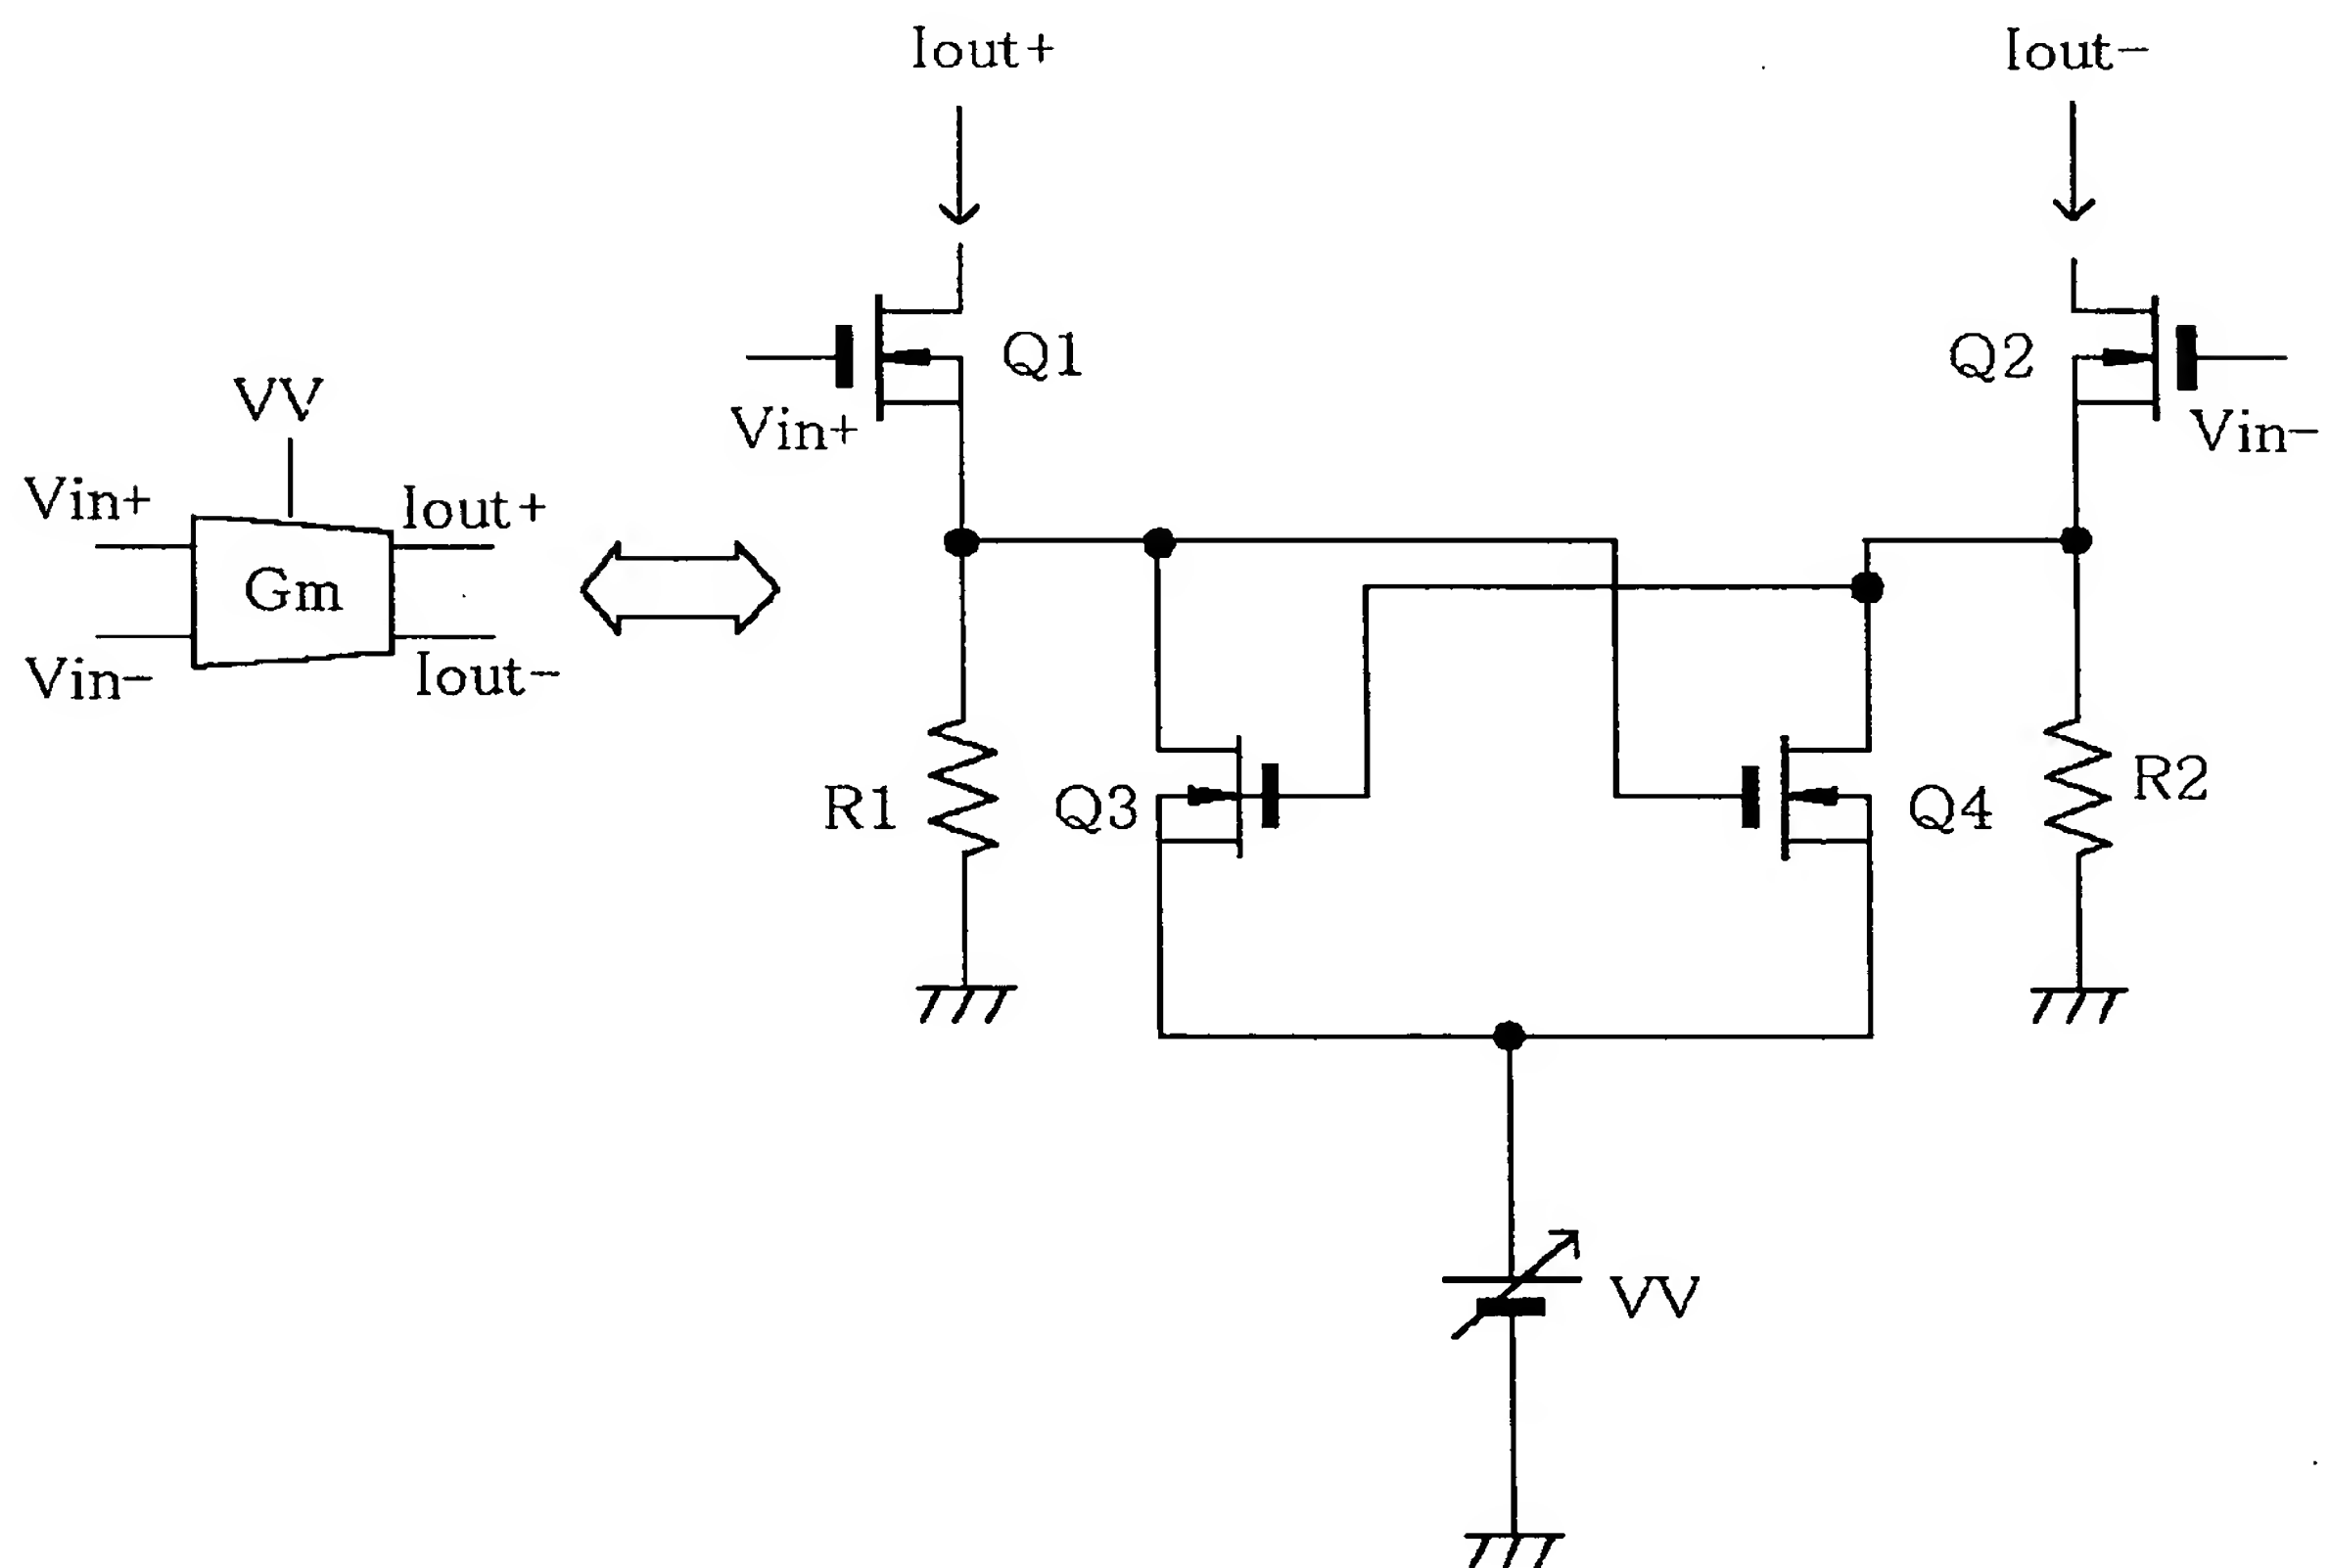 Iout+
Iout-
Q1
Q2
VV
Vin+
Vin-
Vin+
Iout+
Gm
Vin-
Iout-
R1
Q3
Q4
R2
VV